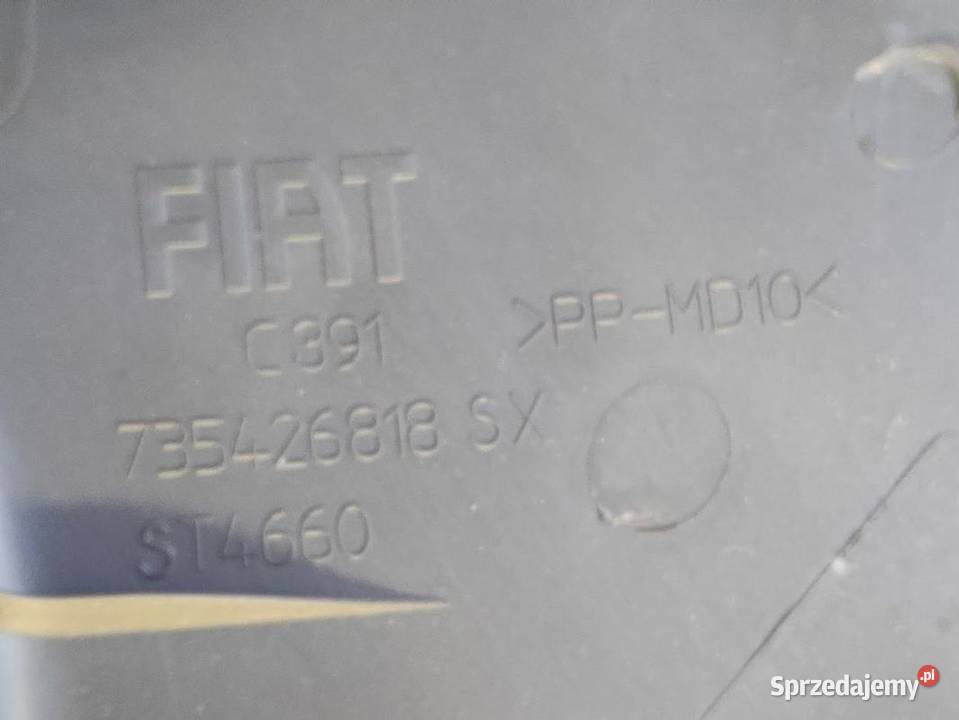 FIAT
C391
>PP-MD10<
735426818 SX
ST4660
Sprzedajemy.pl